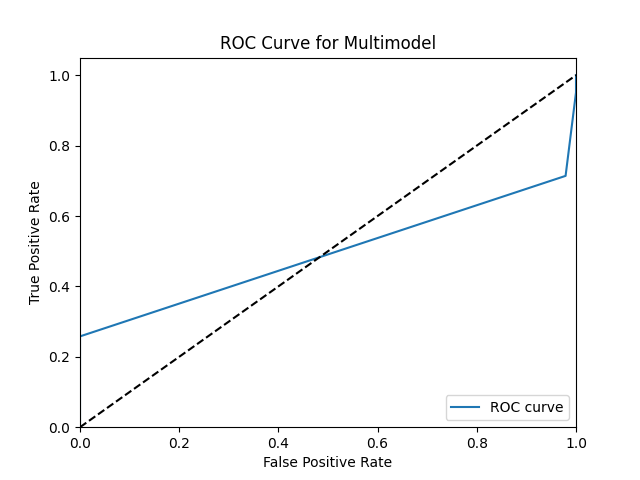 ROC Curve for Multimodel
1.0
0.8
0.6
0.4
0.2
0.0
True Positive Rate
ROC curve
0.0 0.2 0.4 0.6 0.8 1.0
False Positive Rate